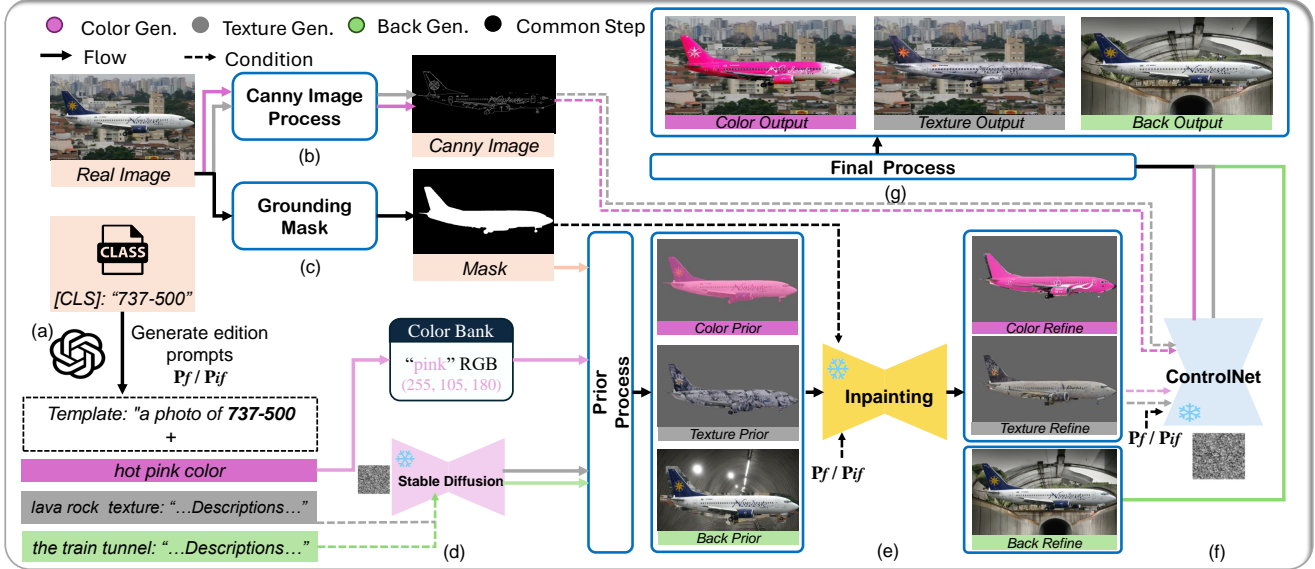 Color Gen.
Texture Gen.
Back Gen.
Common Step
Flow
Condition
Real Image
Canny Image
Process
(b)
Canny Image
Grounding
Mask
(c)
Mask
Color Output
Texture Output
Back Output
Final Process
(g)
CLASS
[CLS]: “737-500”
(a)
Generate edition
prompts
Pf / Pif
Template: "a photo of 737-500
+
hot pink color
lava rock texture: “…Descriptions…”
the train tunnel: “…Descriptions…”
Color Bank
“pink” RGB
(255, 105, 180)
Stable Diffusion
(d)
Prior
Process
Color Prior
Texture Prior
Back Prior
Inpainting
Pf / Pif
(e)
Color Refine
Texture Refine
Back Refine
ControlNet
Pf / Pif
(f)